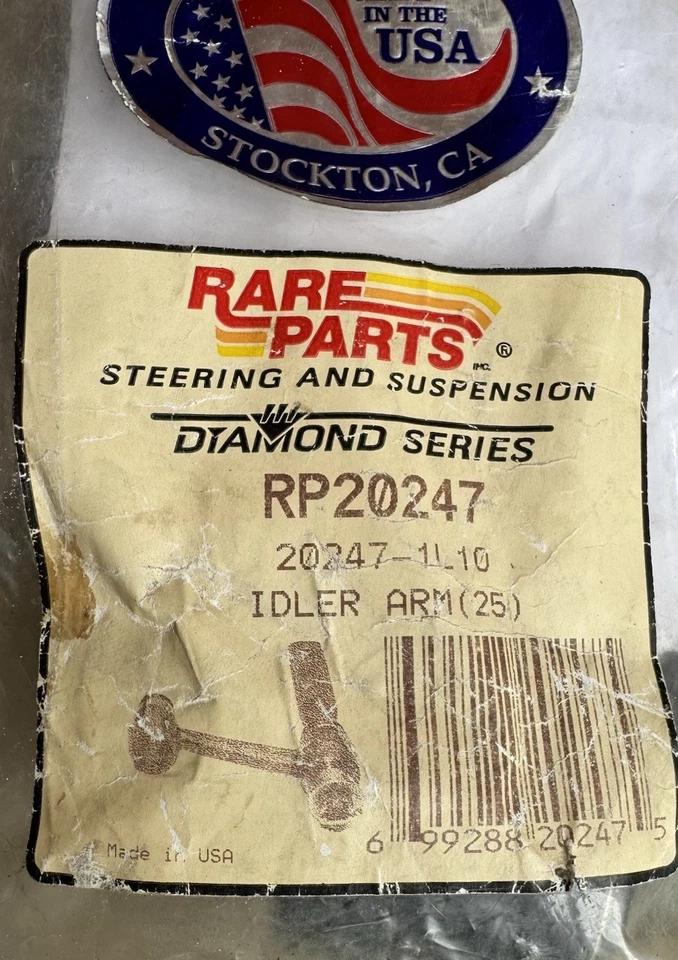 IN THE
USA
STOCKTON, CA
RARE
PARTS ®
INC.
STEERING AND SUSPENSION
DIAMOND SERIES
RP20247
20247-1L10
IDLER ARM(25)
6 99288 20247 5
Made in USA